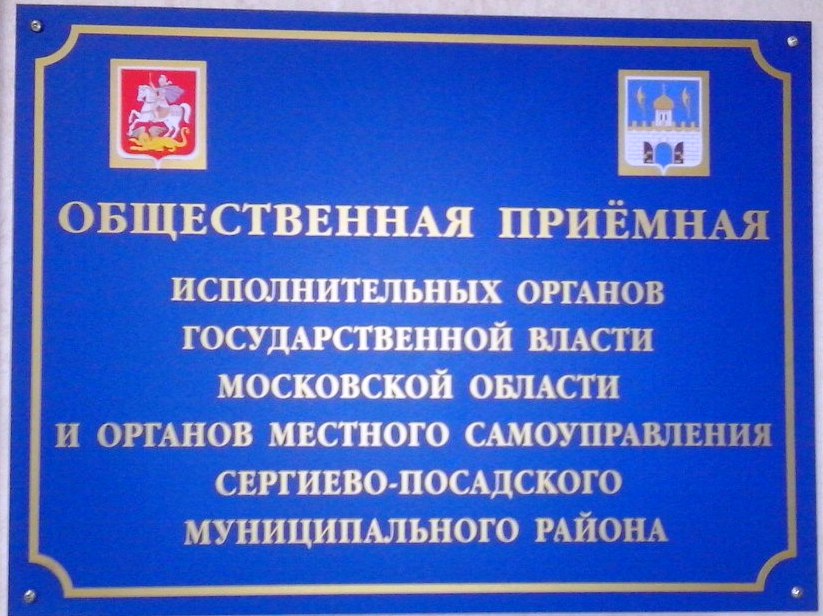 ОБЩЕСТВЕННАЯ ПРИЁМНАЯ
ИСПОЛНИТЕЛЬНЫХ ОРГАНОВ
ГОСУДАРСТВЕННОЙ ВЛАСТИ
МОСКОВСКОЙ ОБЛАСТИ
И ОРГАНОВ МЕСТНОГО САМОУПРАВЛЕНИЯ
СЕРГИЕВО-ПОСАДСКОГО
МУНИЦИПАЛЬНОГО РАЙОНА